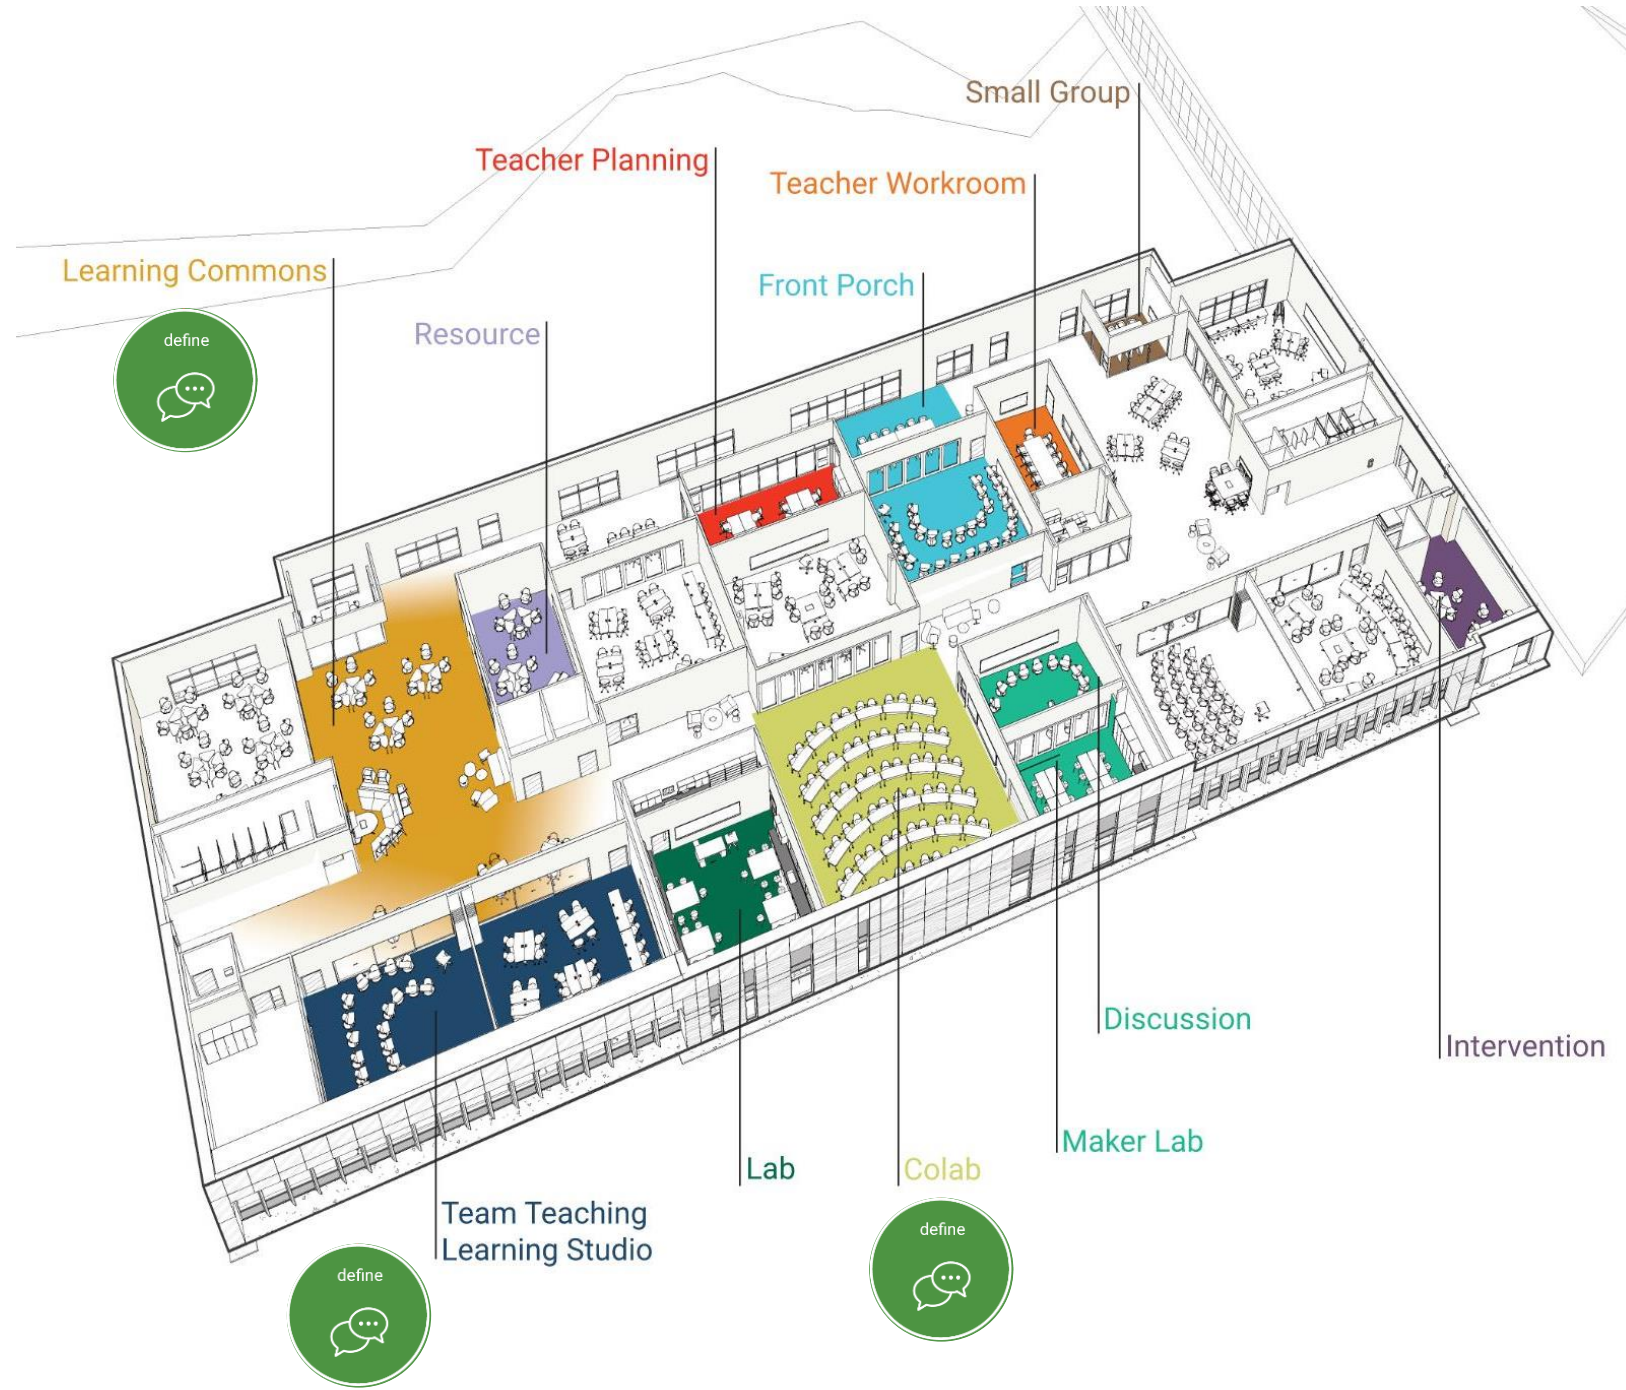 Small Group
Teacher Planning
Teacher Workroom
Learning Commons
Front Porch
Resource
define
Discussion
Intervention
Maker Lab
Lab
Colab
Team Teaching
Learning Studio
define
define